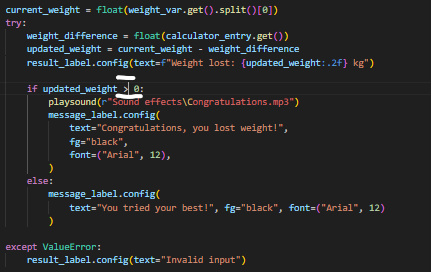 current_weight = float(weight_var.get().split()[0])
try:
    weight_difference = float(calculator_entry.get())
    updated_weight = current_weight - weight_difference
    result_label.config(text=f"Weight lost: {updated_weight:.2f} kg")
    if updated_weight > 0:
        playsound(r"Sound effects\Congratulations.mp3")
        message_label.config(
            text="Congratulations, you lost weight!",
            fg="black",
            font=("Arial", 12),
        )
    else:
        message_label.config(
            text="You tried your best!", fg="black", font=("Arial", 12)
        )
except ValueError:
    result_label.config(text="Invalid input")